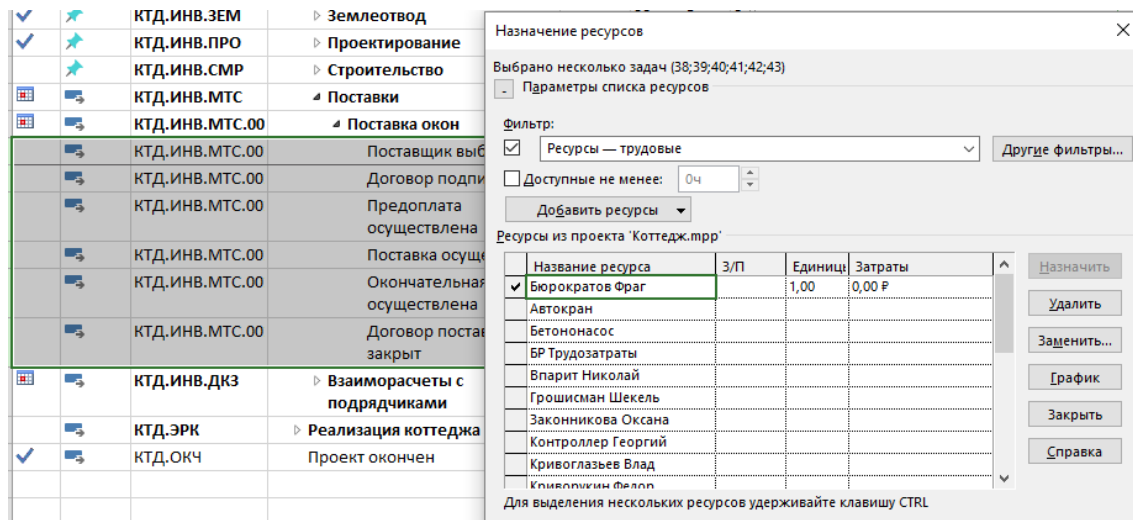 КТД.ИНВ.ЗЕМ Землеотвод
КТД.ИНВ.ПРО Проектирование
КТД.ИНВ.СМР Строительство
КТД.ИНВ.МТС Поставки
КТД.ИНВ.МТС.00 Поставка окон
КТД.ИНВ.МТС.00 Поставщик выб
КТД.ИНВ.МТС.00 Договор подпи
КТД.ИНВ.МТС.00 Предоплата
осуществлена
КТД.ИНВ.МТС.00 Поставка осуще
КТД.ИНВ.МТС.00 Окончательная
осуществлена
КТД.ИНВ.МТС.00 Договор постав
закрыт
КТД.ИНВ.ДКЗ Взаиморасчеты с
подрядчиками
КТД.ЭРК Реализация коттеджа
КТД.ОКЧ Проект окончен
Назначение ресурсов
Выбрано несколько задач (38;39;40;41;42;43)
- Параметры списка ресурсов
Фильтр:
Ресурсы — трудовые
Другие фильтры...
Доступные не менее: 0ч
Добавить ресурсы
Ресурсы из проекта 'Коттедж.mpp'
Название ресурса З/П Единицы Затраты
Бюрократов Фраг 1,00 0,00 ₽
Автокран
Бетононасос
БР Трудозатраты
Впарит Николай
Грошисман Шекель
Законникова Оксана
Контроллер Георгий
Кривоглазьев Влад
Криворукин Федор
Назначить
Удалить
Заменить...
График
Закрыть
Справка
Для выделения нескольких ресурсов удерживайте клавишу CTRL